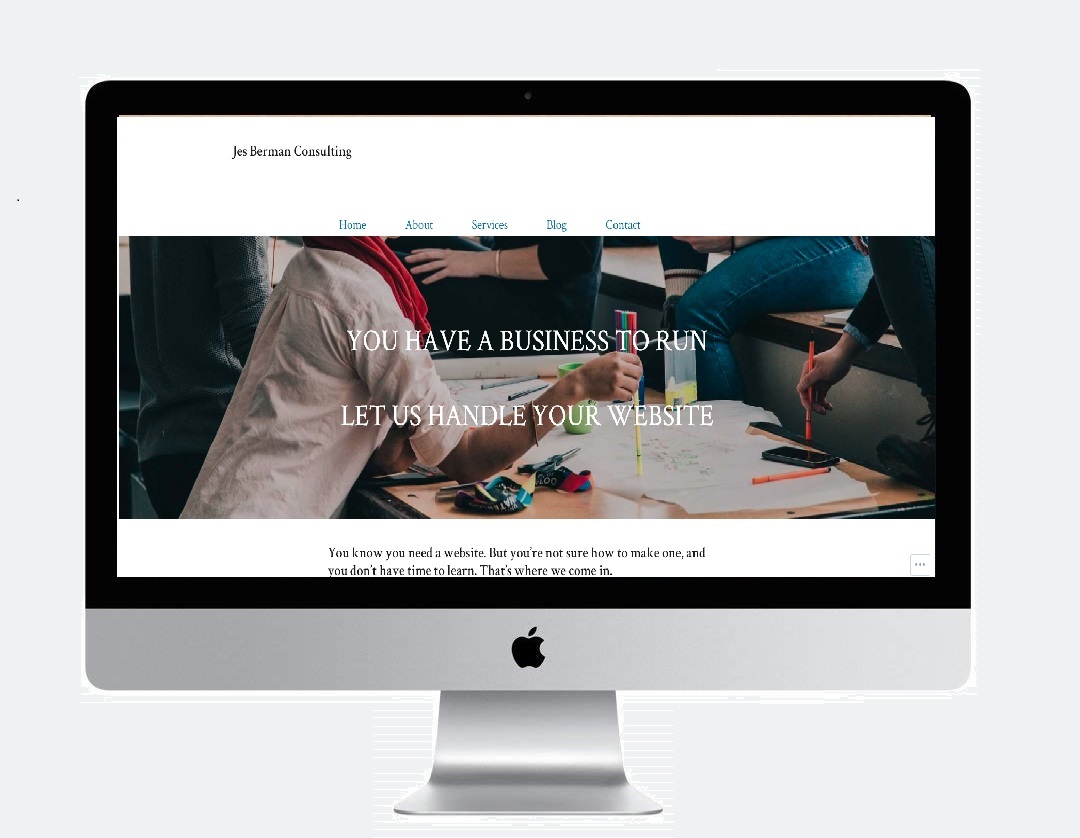 Jes Berman Consulting
Home About Services Blog Contact
YOU HAVE A BUSINESS TO RUN
LET US HANDLE YOUR WEBSITE
You know you need a website. But you're not sure how to make one, and
you don't have time to learn. That's where we come in.